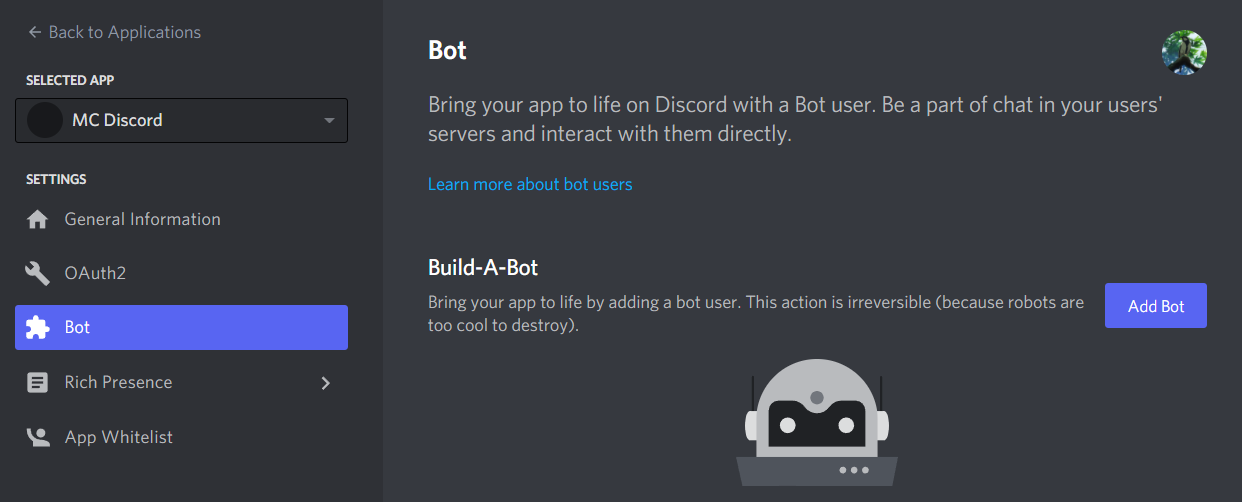 Back to Applications
SELECTED APP
MC Discord
SETTINGS
General Information
OAuth2
Bot
Rich Presence
App Whitelist
Bot
Bring your app to life on Discord with a Bot user. Be a part of chat in your users'
servers and interact with them directly.
Learn more about bot users
Build-A-Bot
Bring your app to life by adding a bot user. This action is irreversible (because robots are
too cool to destroy).
Add Bot